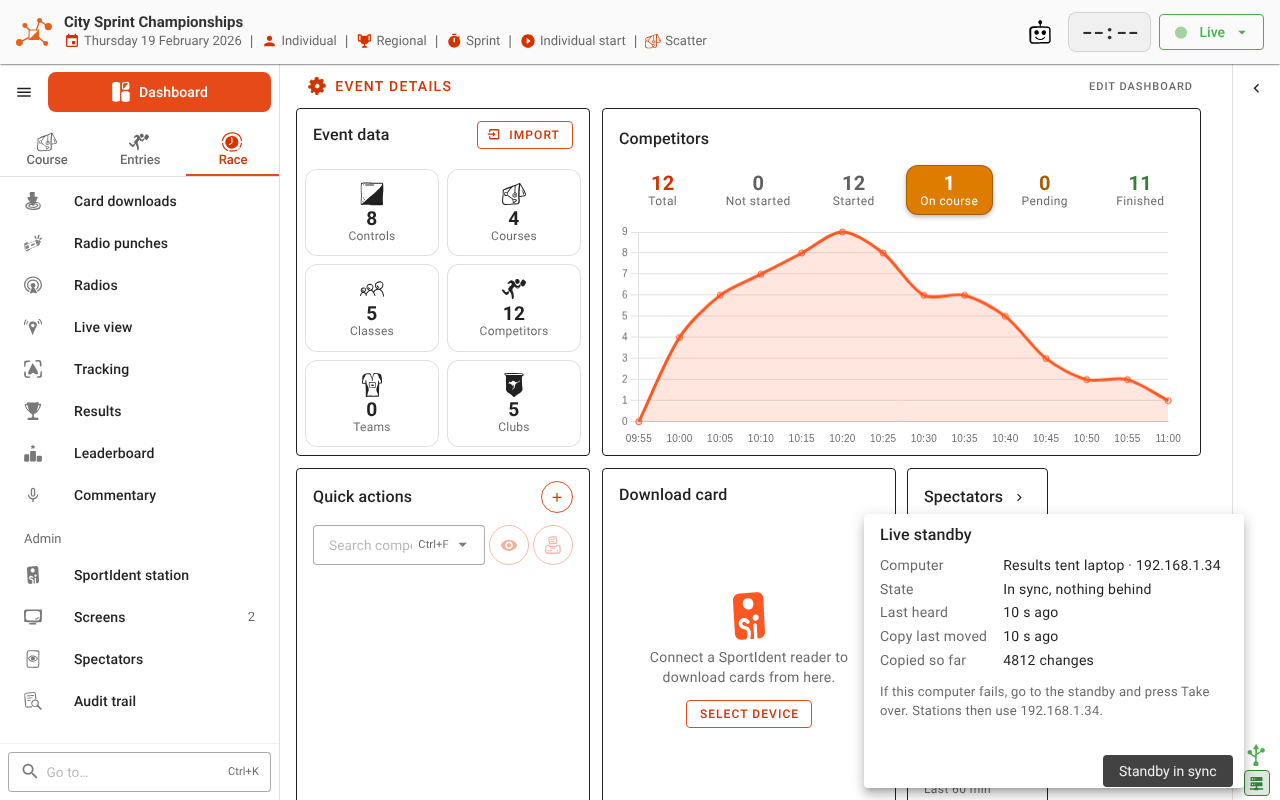 City Sprint Championships
Thursday 19 February 2026 | Individual | Regional | Sprint | Individual start | Scatter
--:--
Live
Dashboard
Course
Entries
Race
Card downloads
Radio punches
Radios
Live view
Tracking
Results
Leaderboard
Commentary
Admin
SportIdent station
Screens 2
Spectators
Audit trail
Go to...
Ctrl+K
EVENT DETAILS
EDIT DASHBOARD
Event data
IMPORT
8
Controls
4
Courses
5
Classes
12
Competitors
0
Teams
5
Clubs
Competitors
12
Total
0
Not started
12
Started
1
On course
0
Pending
11
Finished
9
8
7
6
5
4
3
2
1
0
09:55 10:00 10:05 10:10 10:15 10:20 10:25 10:30 10:35 10:40 10:45 10:50 10:55 11:00
Quick actions
Search comp
Ctrl+F
Download card
Si
Connect a SportIdent reader to
download cards from here.
SELECT DEVICE
Spectators
Live standby
Computer Results tent laptop · 192.168.1.34
State In sync, nothing behind
Last heard 10 s ago
Copy last moved 10 s ago
Copied so far 4812 changes
If this computer fails, go to the standby and press Take
over. Stations then use 192.168.1.34.
Standby in sync
Last 60 min